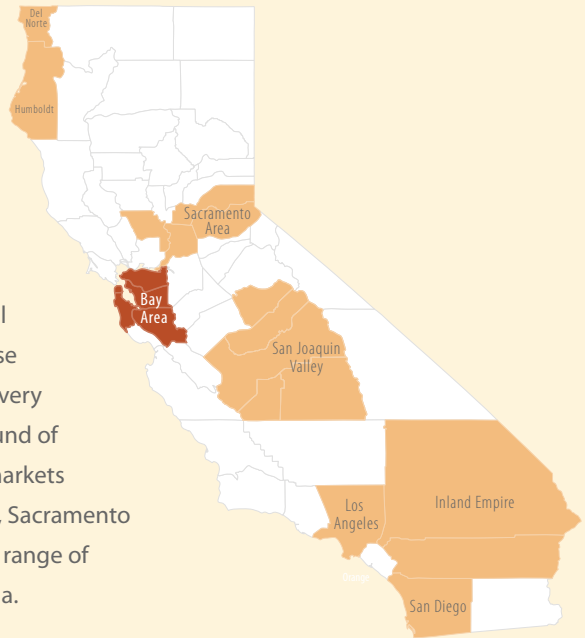 Del
Norte
Humboldt
Sacramento
Area
Bay
Area
San Joaquin
Valley
Los
Angeles
Inland Empire
Orange
San Diego
l
se
very
und of
markets
, Sacramento
range of
a.